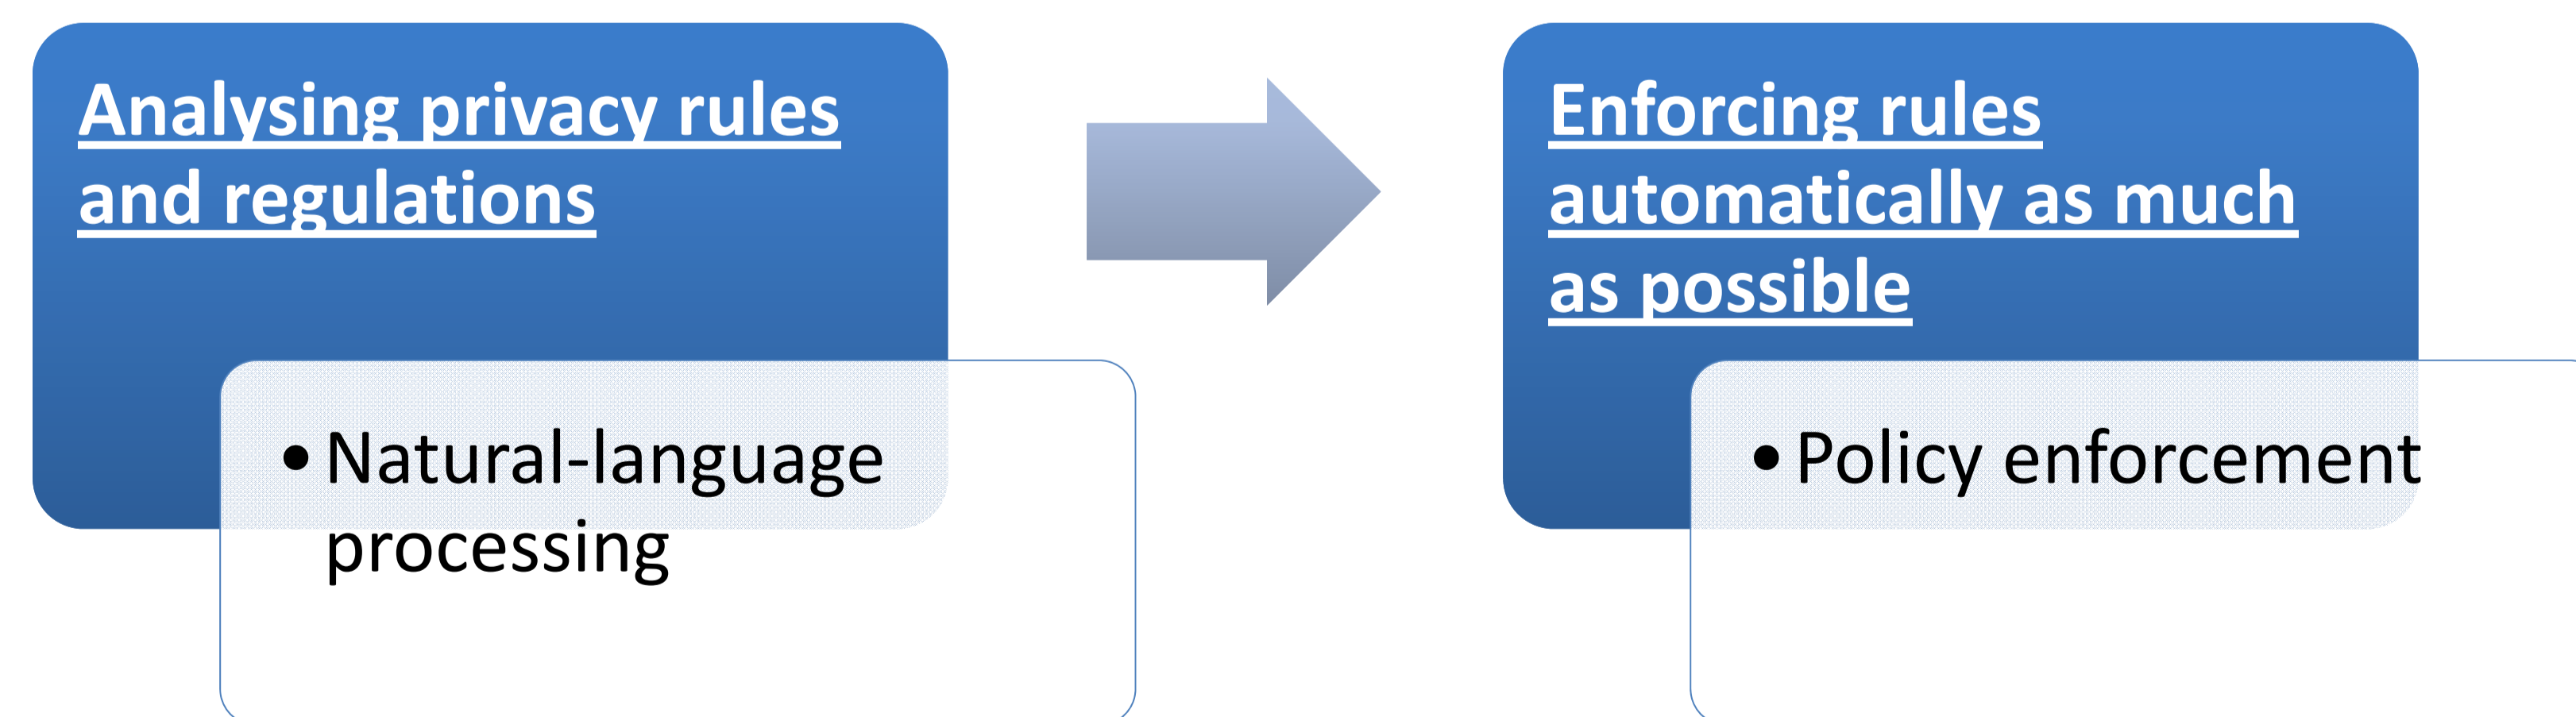 Analysing privacy rules
and regulations
• Natural-language
processing
Enforcing rules
automatically as much
as possible
• Policy enforcement